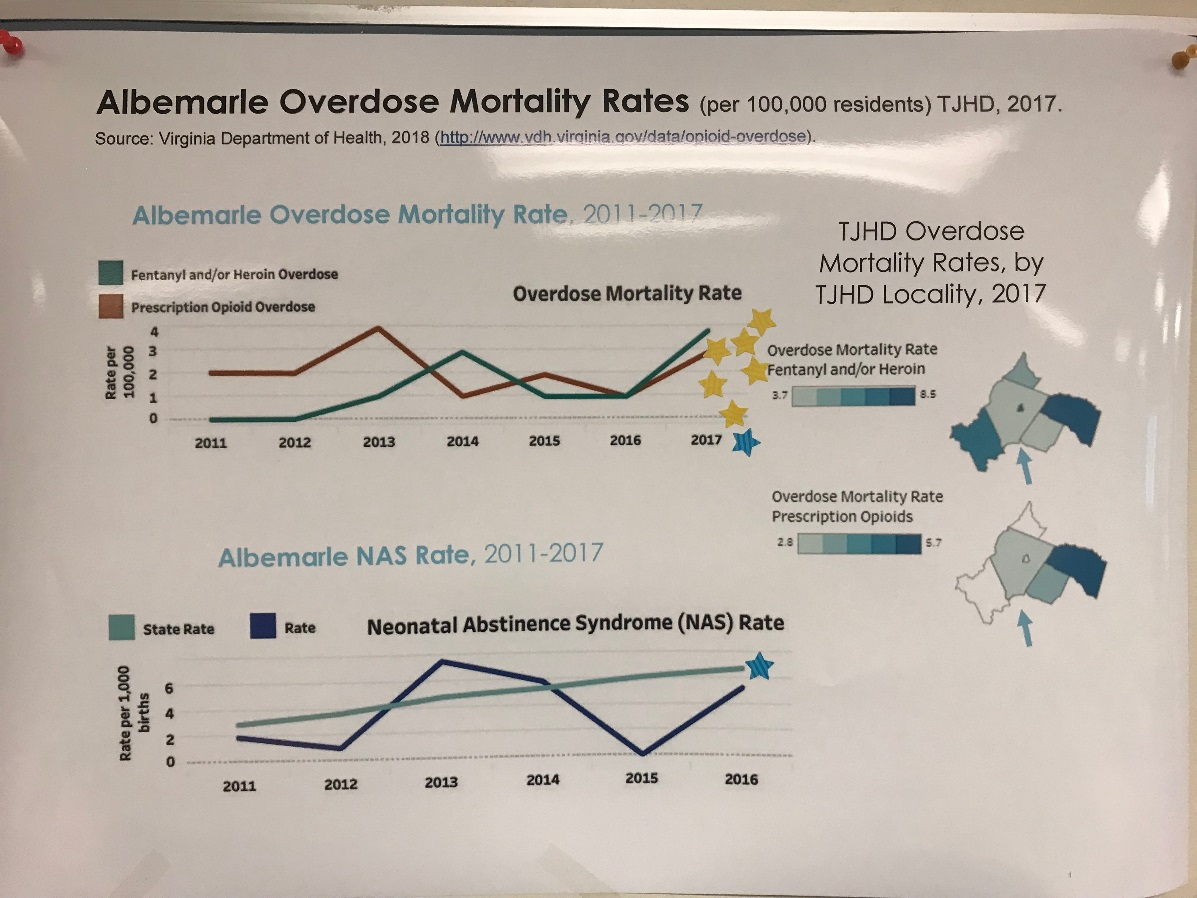 Albemarle Overdose Mortality Rates (per 100,000 residents) TJHD, 2017.
Source: Virginia Department of Health, 2018 (http://www.vdh.virginia.gov/data/opioid-overdose).
Albemarle Overdose Mortality Rate, 2011-2017
Fentanyl and/or Heroin Overdose
Prescription Opioid Overdose
Overdose Mortality Rate
Rate per
100,000
4
3
2
1
0
2011 2012 2013 2014 2015 2016 2017
TJHD Overdose
Mortality Rates, by
TJHD Locality, 2017
Overdose Mortality Rate
Fentanyl and/or Heroin
3.7 8.5
Overdose Mortality Rate
Prescription Opioids
2.8 5.7
Albemarle NAS Rate, 2011-2017
State Rate Rate
Neonatal Abstinence Syndrome (NAS) Rate
Rate per 1,000
births
6
4
2
0
2011 2012 2013 2014 2015 2016